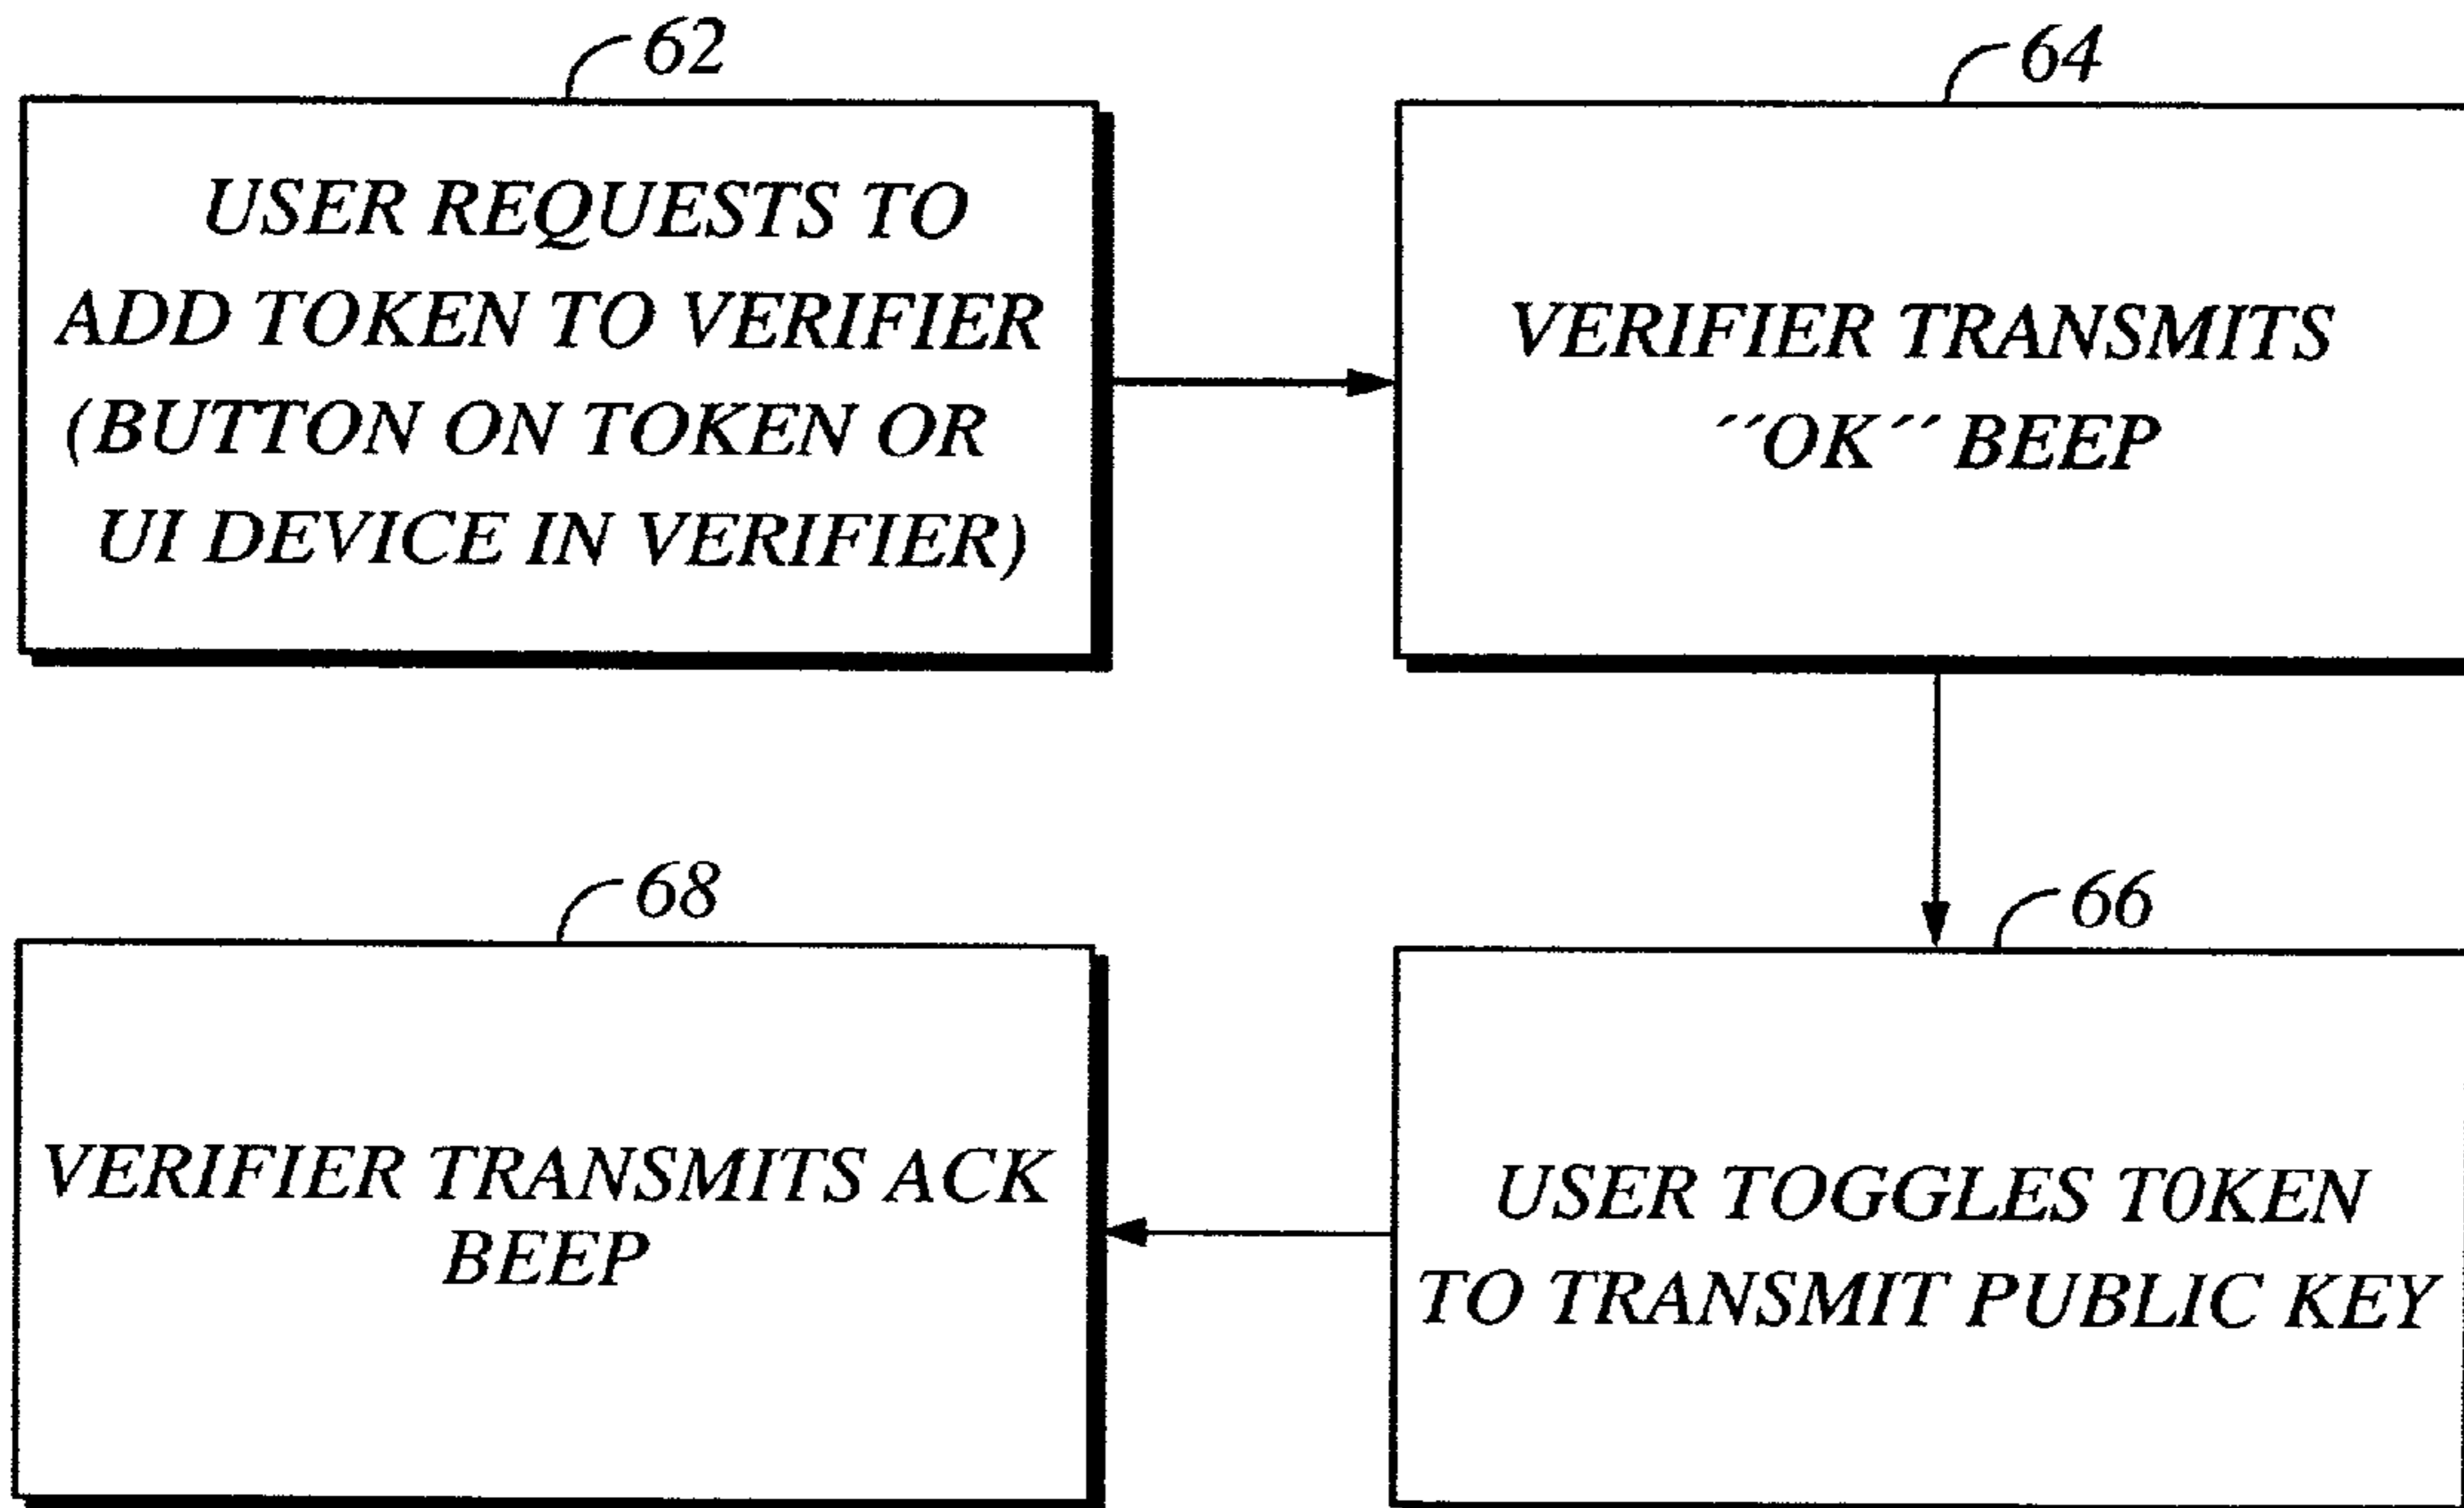 62
USER REQUESTS TO
ADD TOKEN TO VERIFIER
(BUTTON ON TOKEN OR
UI DEVICE IN VERIFIER)
64
VERIFIER TRANSMITS
´´OK´´ BEEP
66
USER TOGGLES TOKEN
TO TRANSMIT PUBLIC KEY
68
VERIFIER TRANSMITS ACK
BEEP